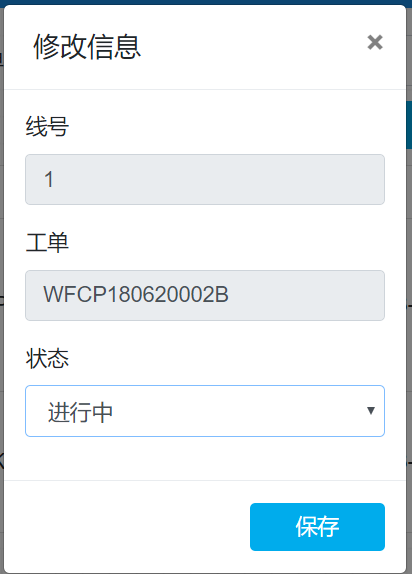 修改信息
×
线号
1
工单
WFCP180620002B
状态
进行中
保存